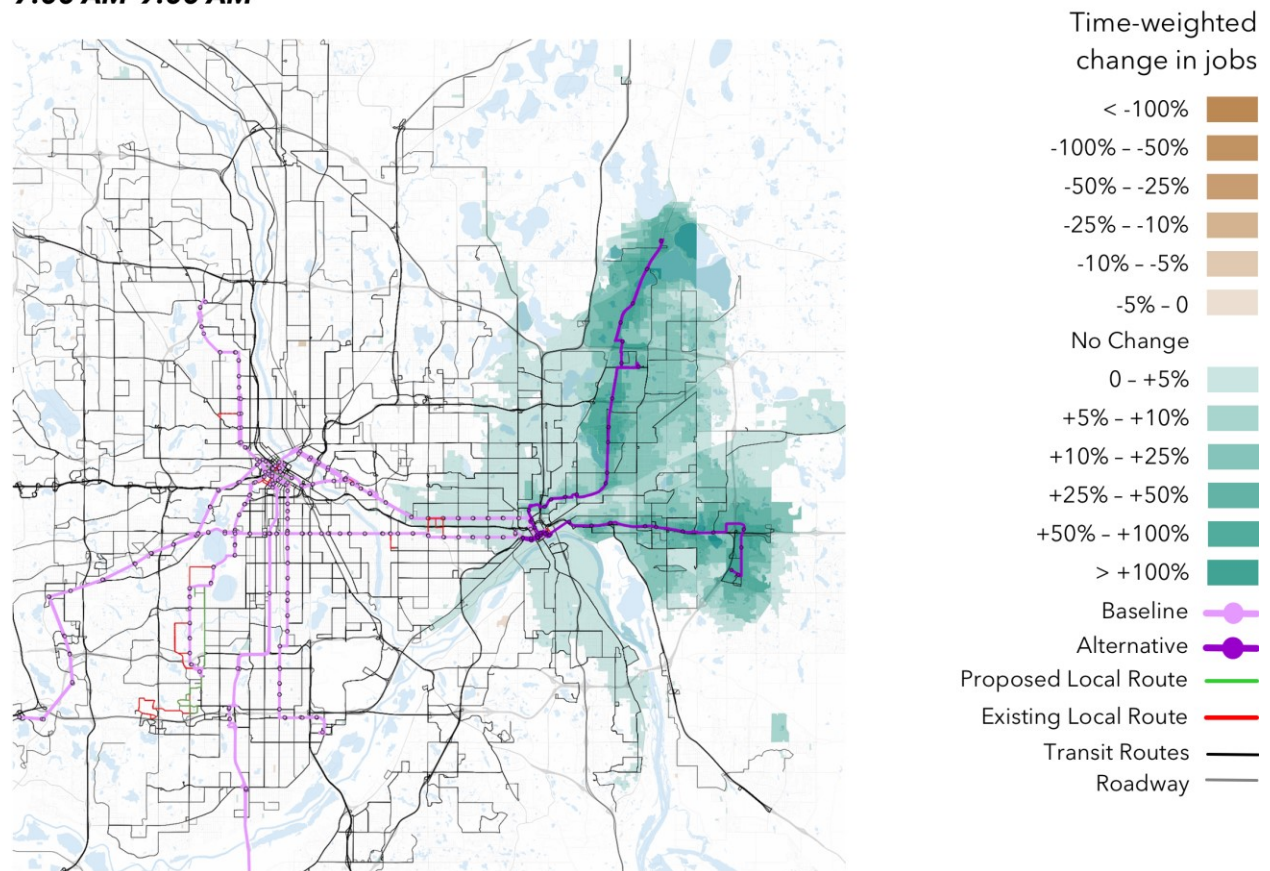 Time-weighted
change in jobs
< -100%
-100% – -50%
-50% – -25%
-25% – -10%
-10% – -5%
-5% – 0
No Change
0 – +5%
+5% – +10%
+10% – +25%
+25% – +50%
+50% – +100%
> +100%
Baseline
Alternative
Proposed Local Route
Existing Local Route
Transit Routes
Roadway